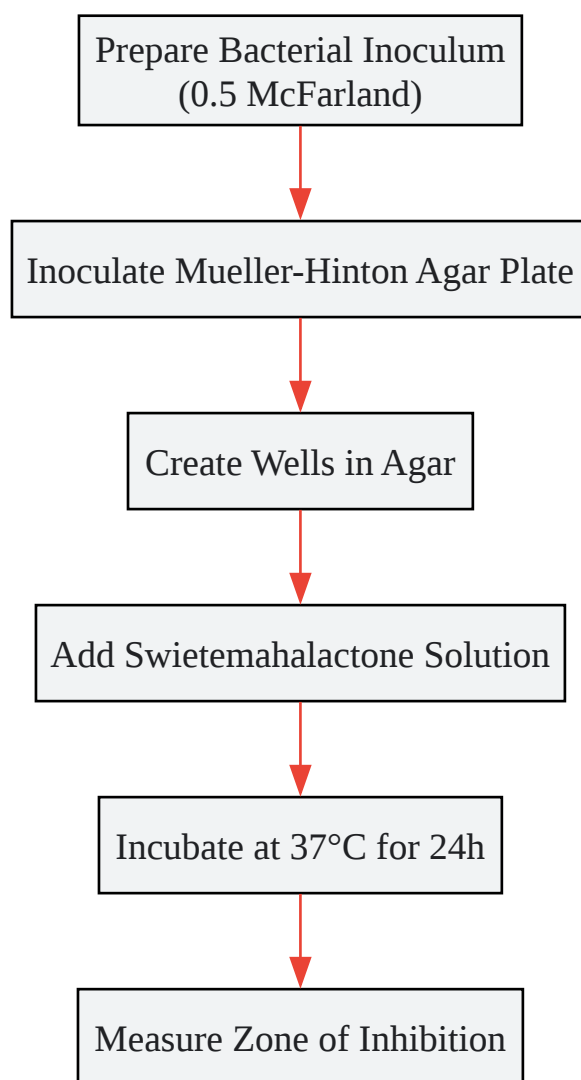 Prepare Bacterial Inoculum
(0.5 McFarland)
Inoculate Mueller-Hinton Agar Plate
Create Wells in Agar
Add Swietemahalactone Solution
Incubate at 37°C for 24h
Measure Zone of Inhibition